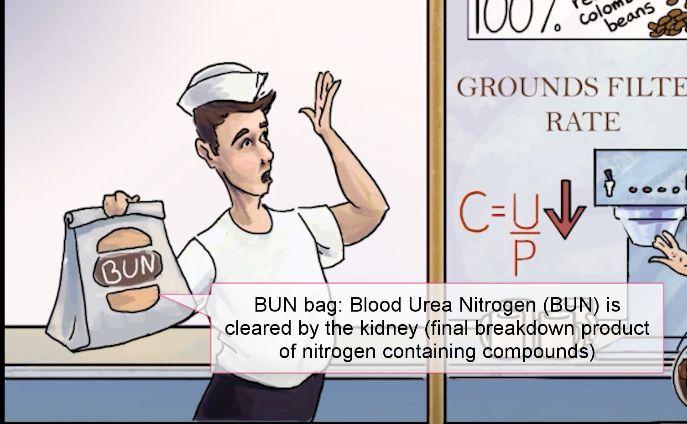 100%
colom
beans
GROUNDS FILTE
RATE
C=U
P
BUN
BUN bag: Blood Urea Nitrogen (BUN) is
cleared by the kidney (final breakdown product
of nitrogen containing compounds)